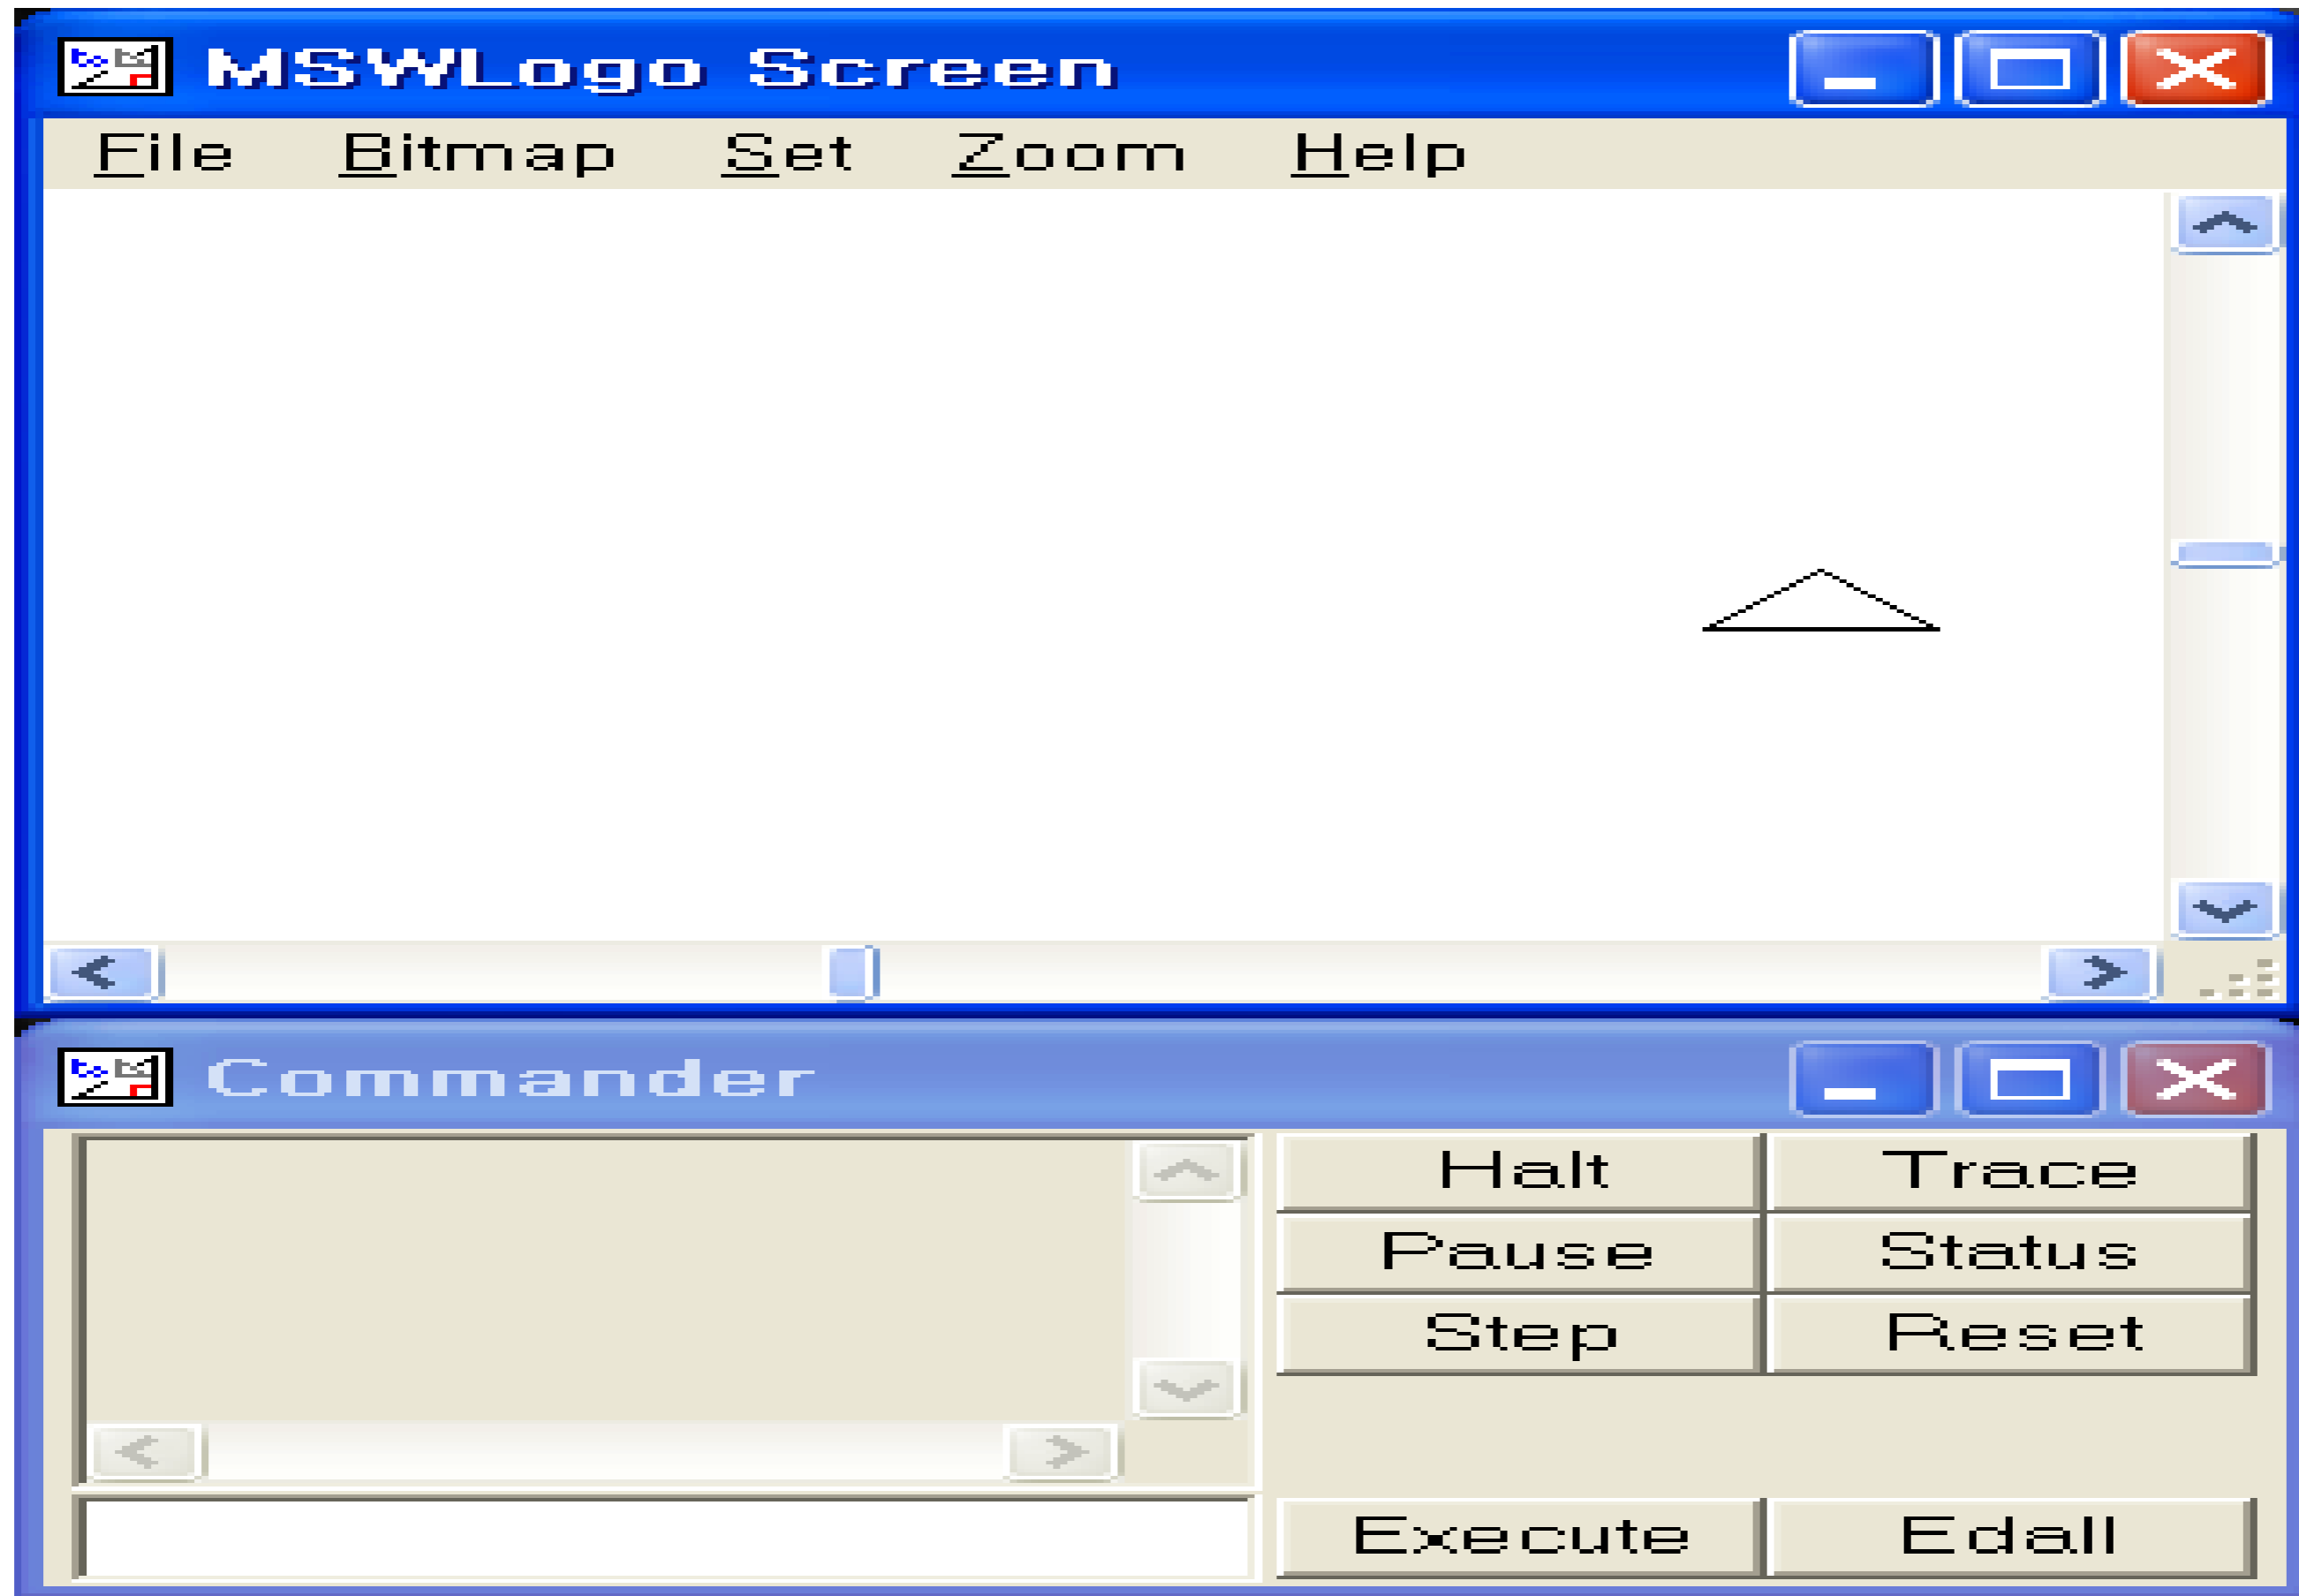 MSWLogo Screen
File Bitmap Set Zoom Help
Commander
Halt Trace
Pause Status
Step Reset
Execute Edall